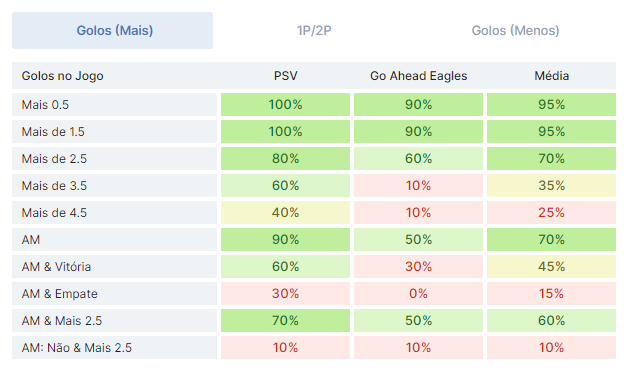 Golos (Mais) 1P/2P Golos (Menos)
Golos no Jogo PSV Go Ahead Eagles Média
Mais 0.5 100% 90% 95%
Mais de 1.5 100% 90% 95%
Mais de 2.5 80% 60% 70%
Mais de 3.5 60% 10% 35%
Mais de 4.5 40% 10% 25%
AM 90% 50% 70%
AM & Vitória 60% 30% 45%
AM & Empate 30% 0% 15%
AM & Mais 2.5 70% 50% 60%
AM: Não & Mais 2.5 10% 10% 10%